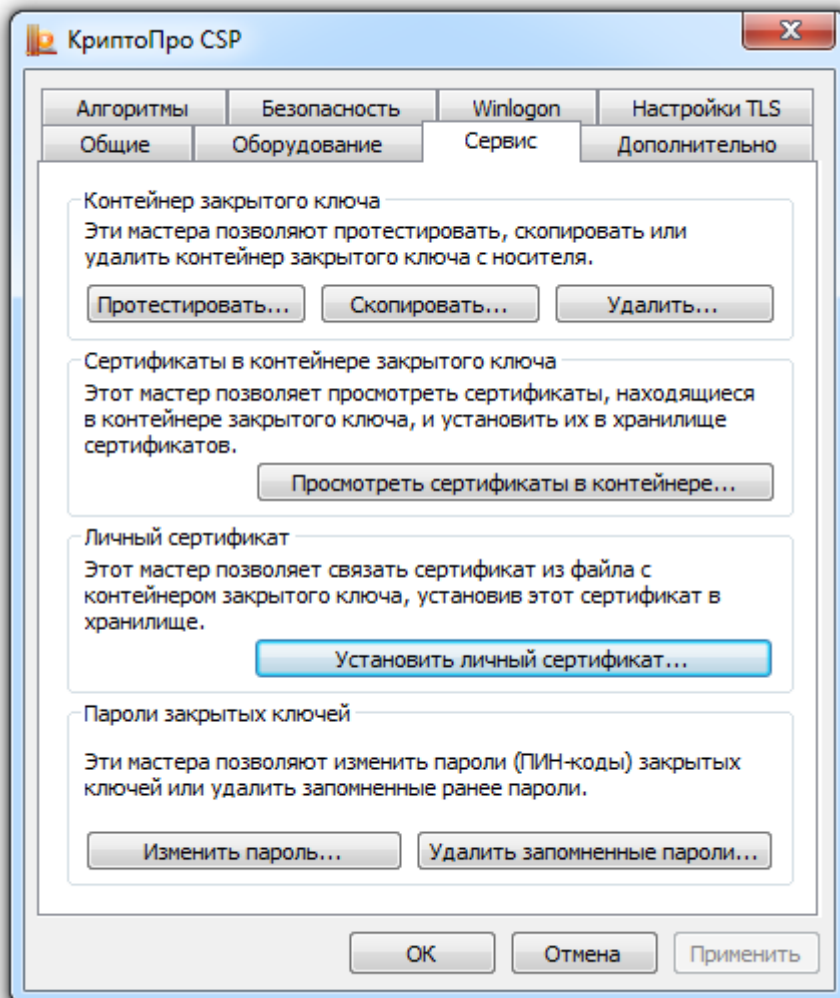 КриптоПро CSP
Алгоритмы Безопасность Winlogon Настройки TLS
Общие Оборудование Сервис Дополнительно
Контейнер закрытого ключа
Эти мастера позволяют протестировать, скопировать или
удалить контейнер закрытого ключа с носителя.
Протестировать... Скопировать... Удалить...
Сертификаты в контейнере закрытого ключа
Этот мастер позволяет просмотреть сертификаты, находящиеся
в контейнере закрытого ключа, и установить их в хранилище
сертификатов.
Просмотреть сертификаты в контейнере...
Личный сертификат
Этот мастер позволяет связать сертификат из файла с
контейнером закрытого ключа, установив этот сертификат в
хранилище.
Установить личный сертификат...
Пароли закрытых ключей
Эти мастера позволяют изменить пароли (ПИН-коды) закрытых
ключей или удалить запомненные ранее пароли.
Изменить пароль... Удалить запомненные пароли...
ОК Отмена Применить